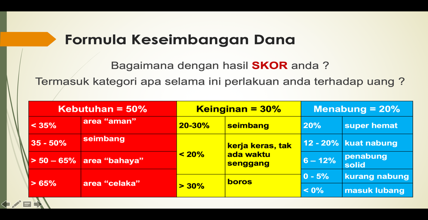 Formula Keseimbangan Dana
Bagaimana dengan hasil SKOR anda ?
Termasuk kategori apa selama ini perlakuan anda terhadap uang ?
Kebutuhan = 50%
< 35% area “aman”
35 - 50% seimbang
> 50 – 65% area “bahaya”
> 65% area “celaka”
Keinginan = 30%
20-30% seimbang
< 20% kerja keras, tak
ada waktu
senggang
> 30% boros
Menabung = 20%
20% super hemat
12 - 20% kuat nabung
6 – 12% penabung
solid
0 - 5% kurang nabung
< 0% masuk lubang